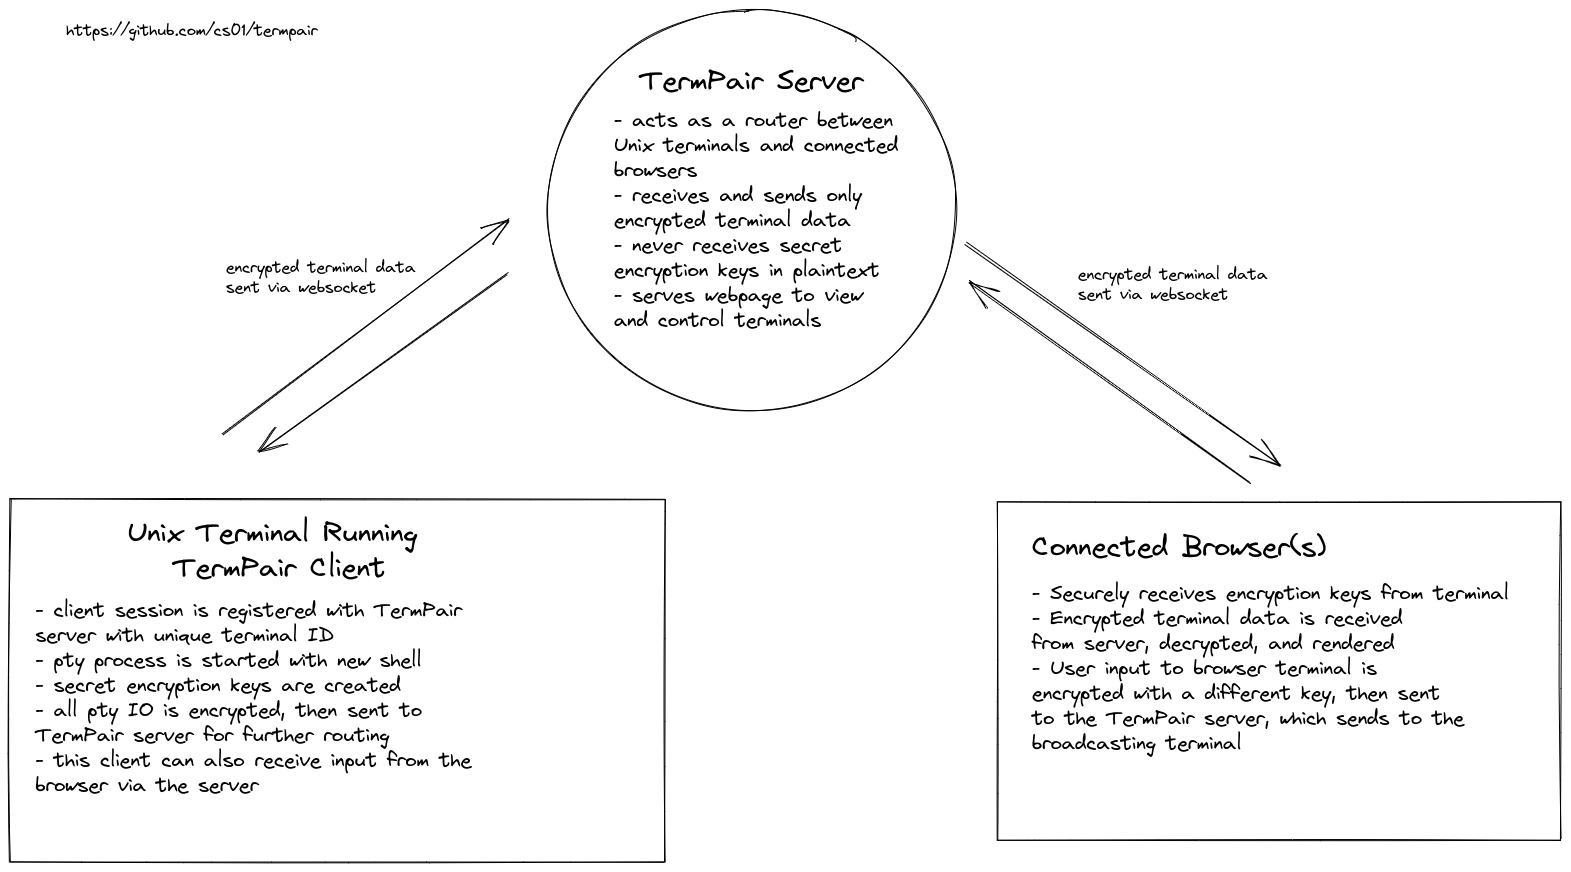 https://github.com/cs01/termpair
TermPair Server
- acts as a router between
Unix terminals and connected
browsers
- receives and sends only
encrypted terminal data
- never receives secret
encryption keys in plaintext
- serves webpage to view
and control terminals
encrypted terminal data
sent via websocket
encrypted terminal data
sent via websocket
Unix Terminal Running
TermPair Client
- client session is registered with TermPair
server with unique terminal ID
- pty process is started with new shell
- secret encryption keys are created
- all pty IO is encrypted, then sent to
TermPair server for further routing
- this client can also receive input from the
browser via the server
Connected Browser(s)
- Securely receives encryption keys from terminal
- Encrypted terminal data is received
from server, decrypted, and rendered
- User input to browser terminal is
encrypted with a different key, then sent
to the TermPair server, which sends to the
broadcasting terminal